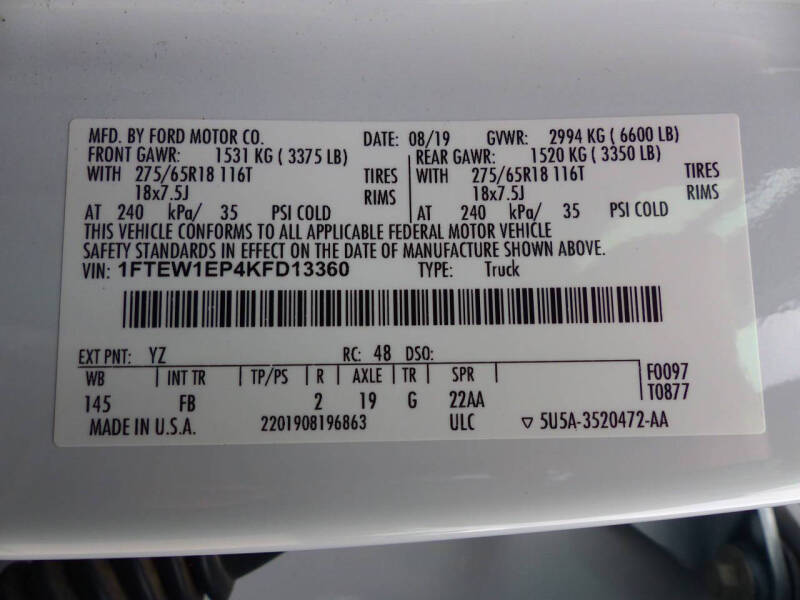 MFD. BY FORD MOTOR CO. DATE: 08/19 GVWR: 2994 KG ( 6600 LB)
FRONT GAWR: 1531 KG ( 3375 LB) REAR GAWR: 1520 KG ( 3350 LB)
WITH 275/65R18 116T TIRES WITH 275/65R18 116T TIRES
18x7.5J RIMS 18x7.5J RIMS
AT 240 kPa/ 35 PSI COLD AT 240 kPa/ 35 PSI COLD
THIS VEHICLE CONFORMS TO ALL APPLICABLE FEDERAL MOTOR VEHICLE
SAFETY STANDARDS IN EFFECT ON THE DATE OF MANUFACTURE SHOWN ABOVE.
VIN: 1FTEW1EP4KFD13360 TYPE: Truck
EXT PNT: YZ RC: 48 DSO:
WB INT TR TP/PS R AXLE TR SPR F0097
145 FB 2 19 G 22AA T0877
MADE IN U.S.A. 2201908196863 ULC ▽ 5U5A-3520472-AA